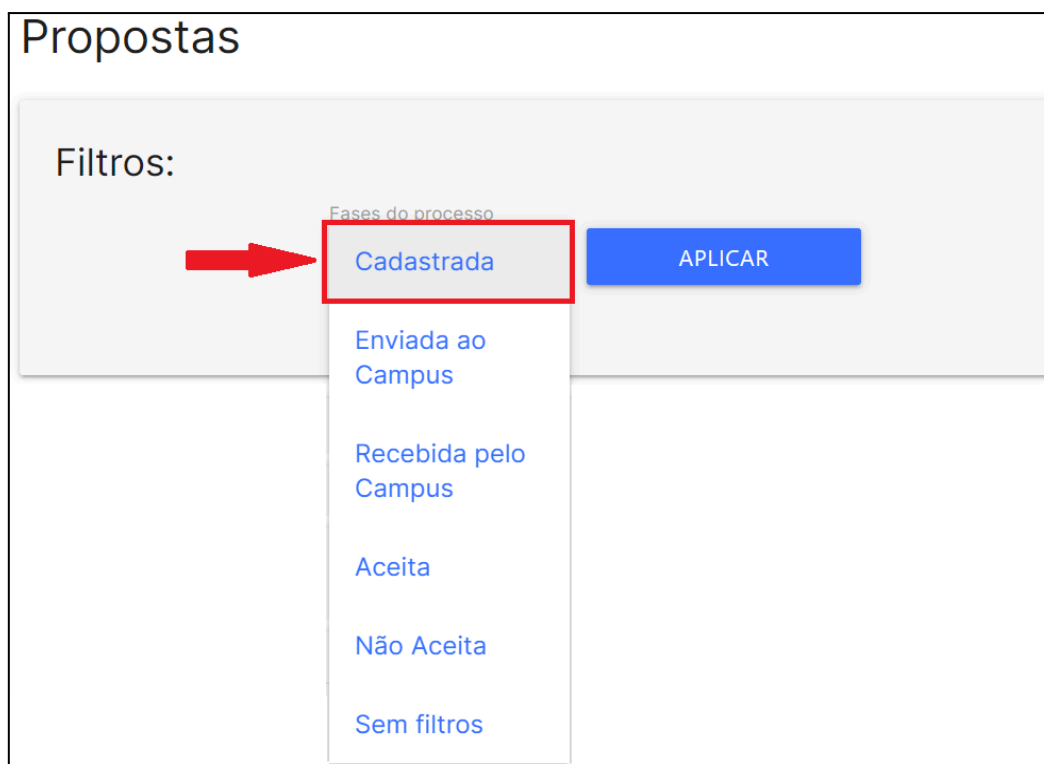 Propostas
Filtros:
Fases do processo
Cadastrada
APLICAR
Enviada ao
Campus
Recebida pelo
Campus
Aceita
Não Aceita
Sem filtros